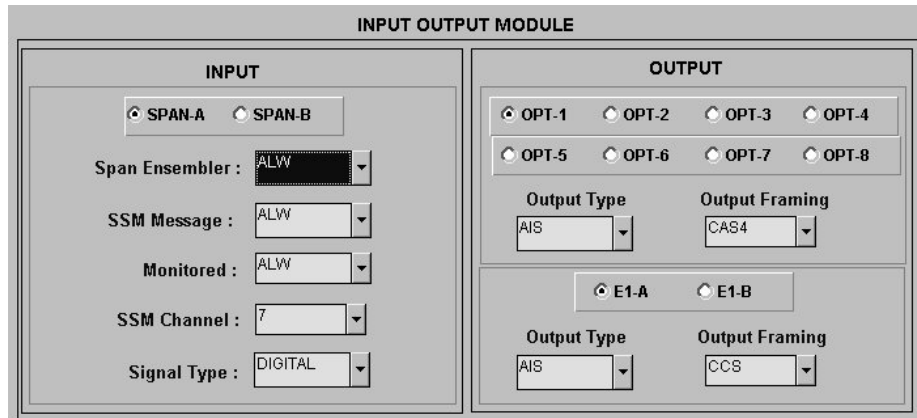 INPUT OUTPUT MODULE
INPUT
SPAN-A SPAN-B
Span Ensembler : ALW
SSM Message : ALW
Monitored : ALW
SSM Channel : 7
Signal Type : DIGITAL
OUTPUT
OPT-1 OPT-2 OPT-3 OPT-4
OPT-5 OPT-6 OPT-7 OPT-8
Output Type Output Framing
AIS CAS4
E1-A E1-B
Output Type Output Framing
AIS CCS